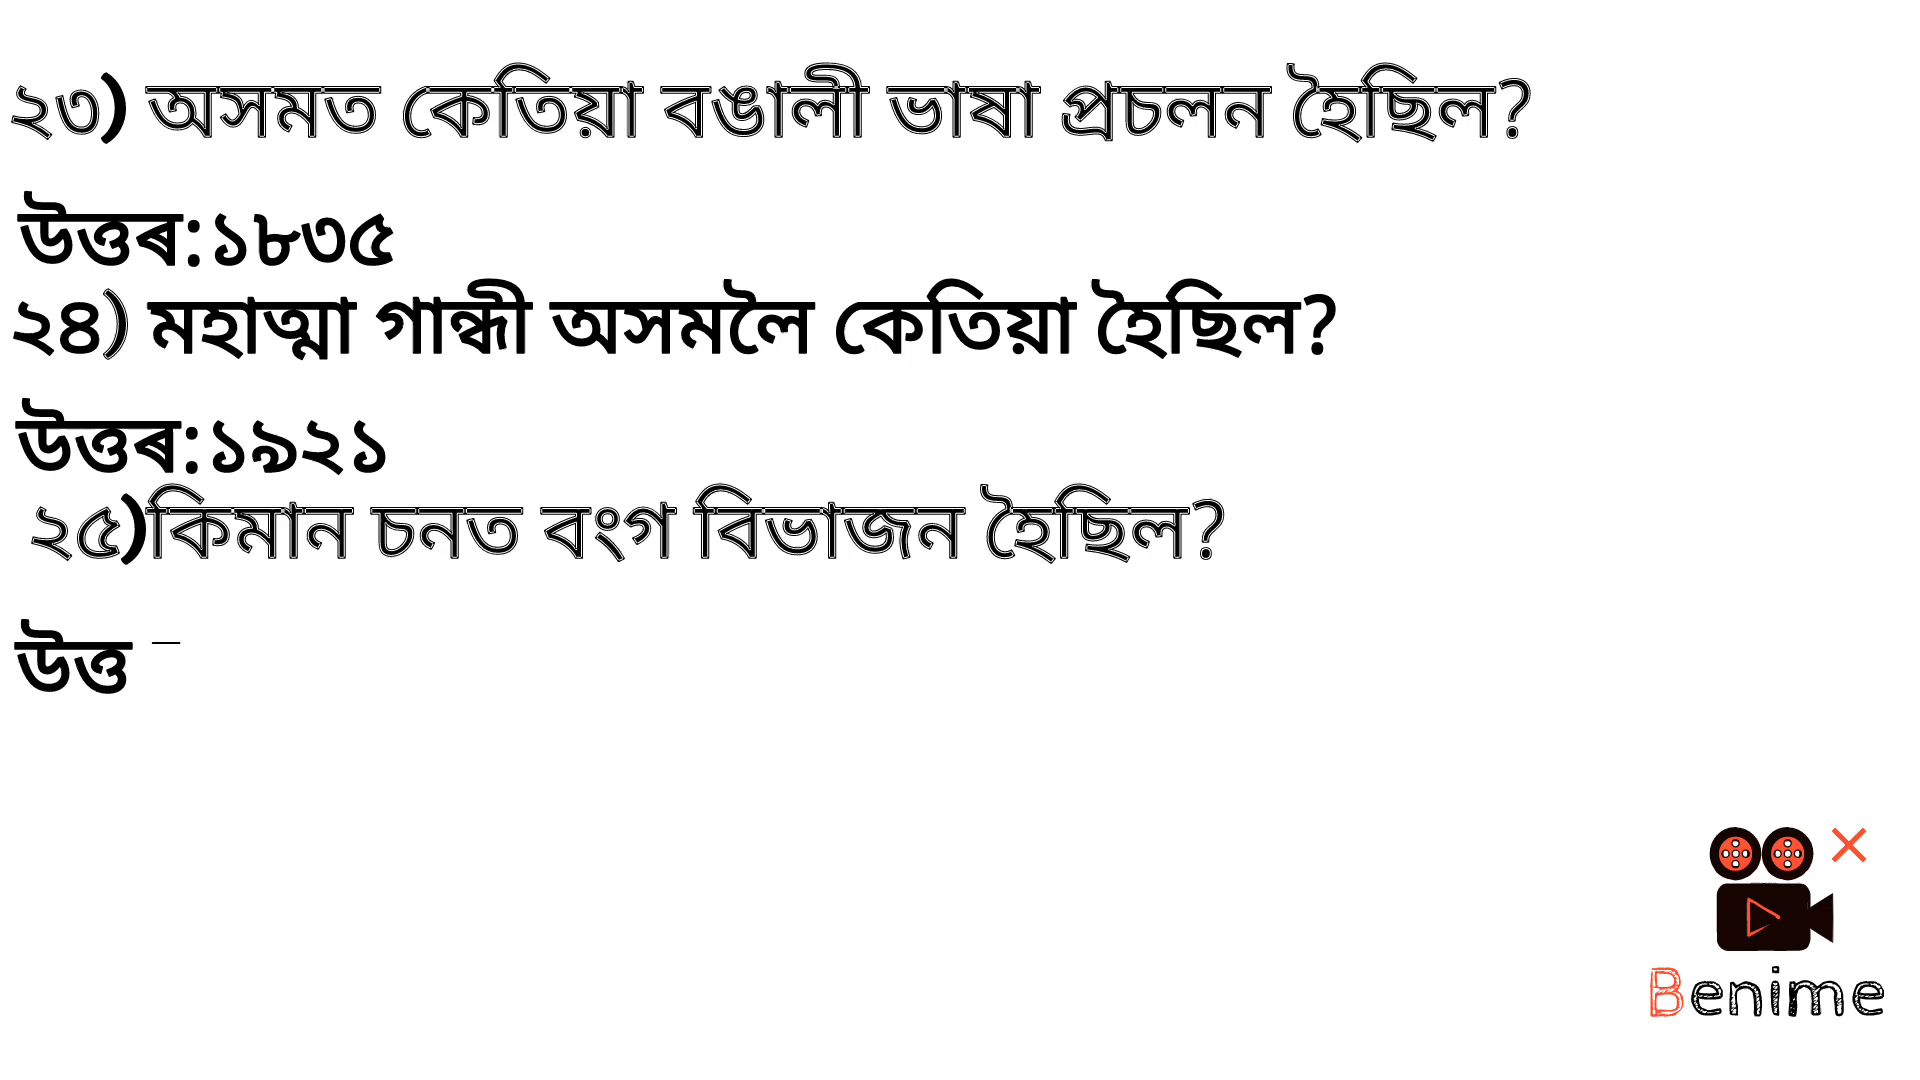 ২৩) অসমত কেতিয়া বঙালী ভাষা প্ৰচলন হৈছিল?
উত্তৰ:১৮৩৫
২৪) মহাত্মা গান্ধী অসমলৈ কেতিয়া হৈছিল?
উত্তৰ:১৯২১
২৫)কিমান চনত বংগ বিভাজন হৈছিল?
উত্ত
Benime